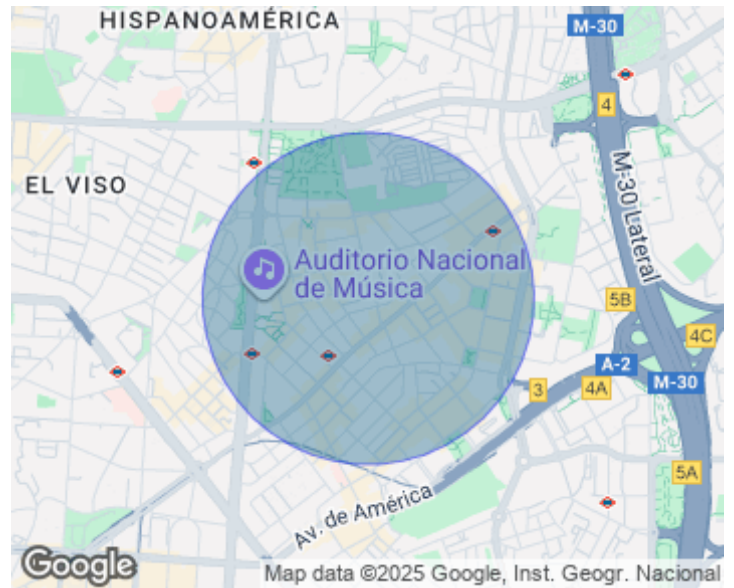 HISPANOAMÉRICA
M-30
4
EL VISO
M-30 Lateral
Auditorio Nacional
de Música
5B
4C
A-2
M-30
3
4A
5A
Av. de América
Google
Map data ©2025 Google, Inst. Geogr. Nacional